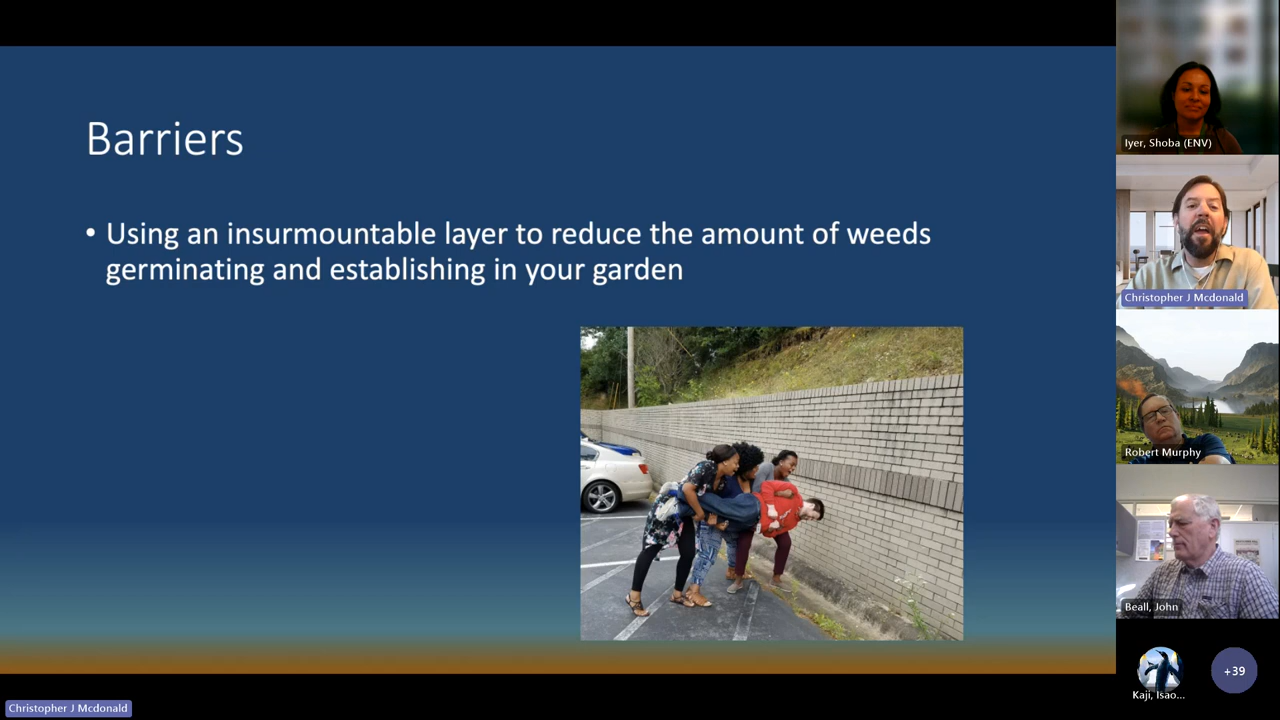 Barriers
• Using an insurmountable layer to reduce the amount of weeds
germinating and establishing in your garden
Iyer, Shoba (ENV)
Christopher J Mcdonald
Robert Murphy
Beall, John
Kaji, Isao...
+39
Christopher J Mcdonald